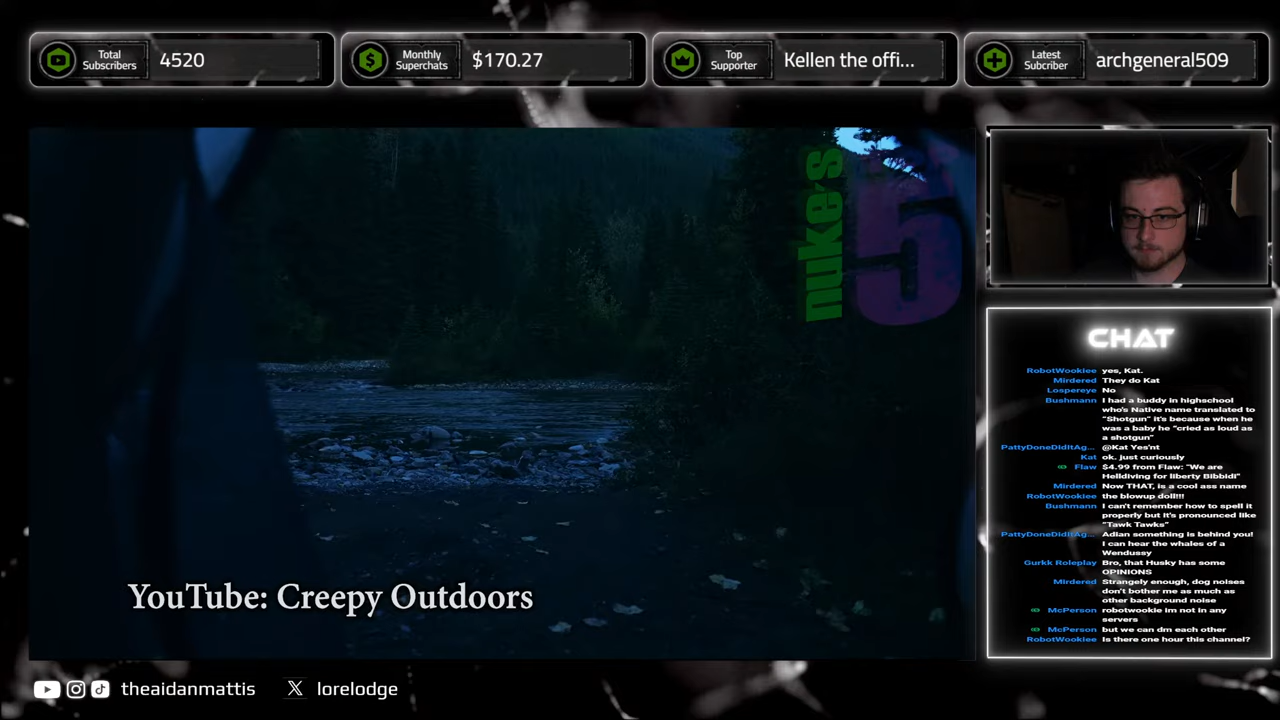 Total
Subscribers
4520
Monthly
Superchats
$170.27
Top
Supporter
Kellen the offi...
Latest
Subcriber
archgeneral509
nuke's
5
CHAT
RobotWookiee yes, Kat.
Mirdered They do Kat
Lospereye No
Bushmann I had a buddy in highschool
who's Native name translated to
"Shotgun" it's because when he
was a baby he "cried as loud as
a shotgun"
PattyDoneDiditAg... @Kat Yes'nt
Kat ok. just curiously
Flaw $4.99 from Flaw: "We are
Helldiving for liberty Bibbidi"
Mirdered Now THAT, is a cool ass name
RobotWookiee the blowup doll!!!
Bushmann I can't remember how to spell it
properly but it's pronounced like
"Tawk Tawks"
PattyDoneDiditAg... Adian something is behind you!
I can hear the whales of a
Wendussy
Gurkk Roleplay Bro, that Husky has some
OPINIONS
Mirdered Strangely enough, dog noises
don't bother me as much as
other background noise
McPerson robotwookie im not in any
servers
McPerson but we can dm each other
RobotWookiee Is there one hour this channel?
YouTube: Creepy Outdoors
theaidanmattis
lorelodge